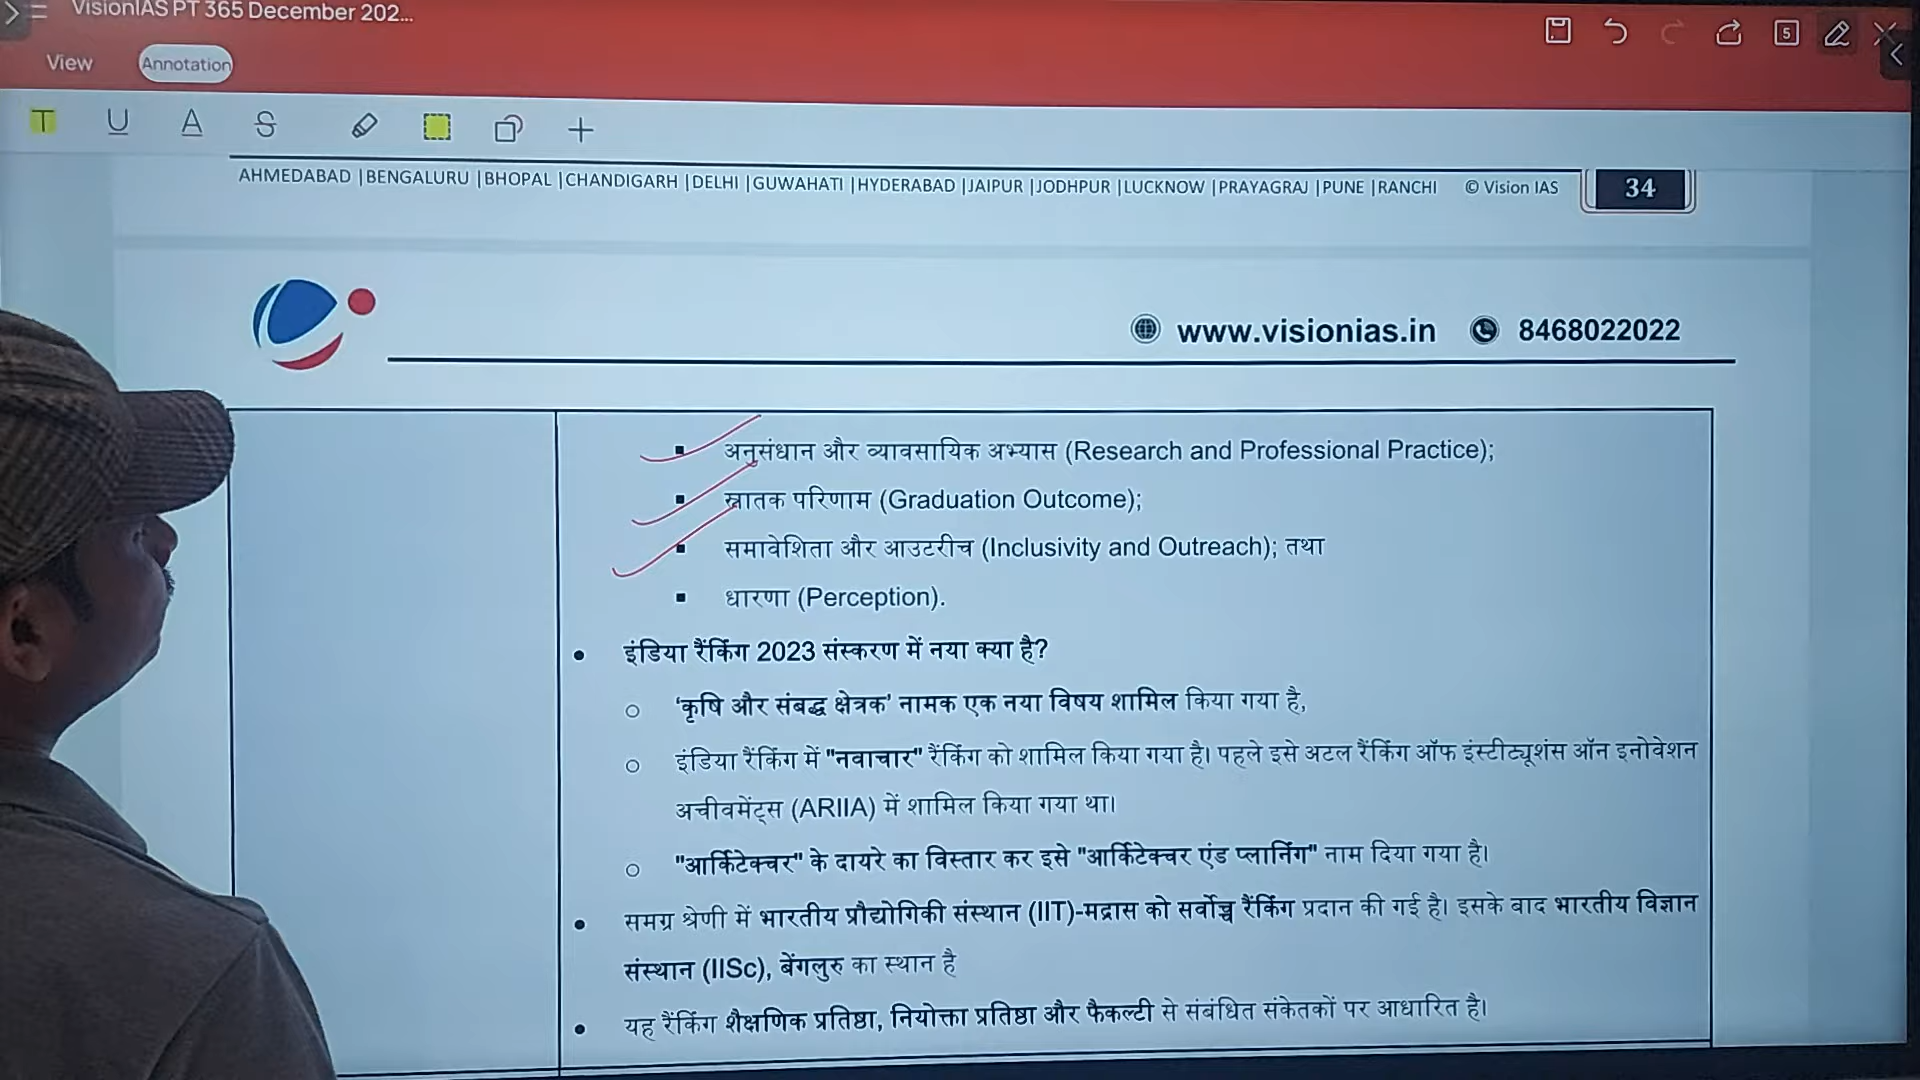 VisionIAS PT 365 December 202...
5
View
Annotation
T U A S
AHMEDABAD |BENGALURU |BHOPAL |CHANDIGARH |DELHI |GUWAHATI |HYDERABAD |JAIPUR |JODHPUR |LUCKNOW |PRAYAGRAJ |PUNE |RANCHI © Vision IAS 34
www.visionias.in 8468022022
▪ अनुसंधान और व्यावसायिक अभ्यास (Research and Professional Practice);
▪ स्नातक परिणाम (Graduation Outcome);
▪ समावेशिता और आउटरीच (Inclusivity and Outreach); तथा
▪ धारणा (Perception).
• इंडिया रैंकिंग 2023 संस्करण में नया क्या है?
○ 'कृषि और संबद्ध क्षेत्रक' नामक एक नया विषय शामिल किया गया है,
○ इंडिया रैंकिंग में "नवाचार" रैंकिंग को शामिल किया गया है। पहले इसे अटल रैंकिंग ऑफ इंस्टीट्यूशंस ऑन इनोवेशन
अचीवमेंट्स (ARIIA) में शामिल किया गया था।
○ "आर्किटेक्चर" के दायरे का विस्तार कर इसे "आर्किटेक्चर एंड प्लानिंग" नाम दिया गया है।
• समग्र श्रेणी में भारतीय प्रौद्योगिकी संस्थान (IIT)-मद्रास को सर्वोच्च रैंकिंग प्रदान की गई है। इसके बाद भारतीय विज्ञान
संस्थान (IISc), बेंगलुरु का स्थान है
• यह रैंकिंग शैक्षणिक प्रतिष्ठा, नियोक्ता प्रतिष्ठा और फैकल्टी से संबंधित संकेतकों पर आधारित है।